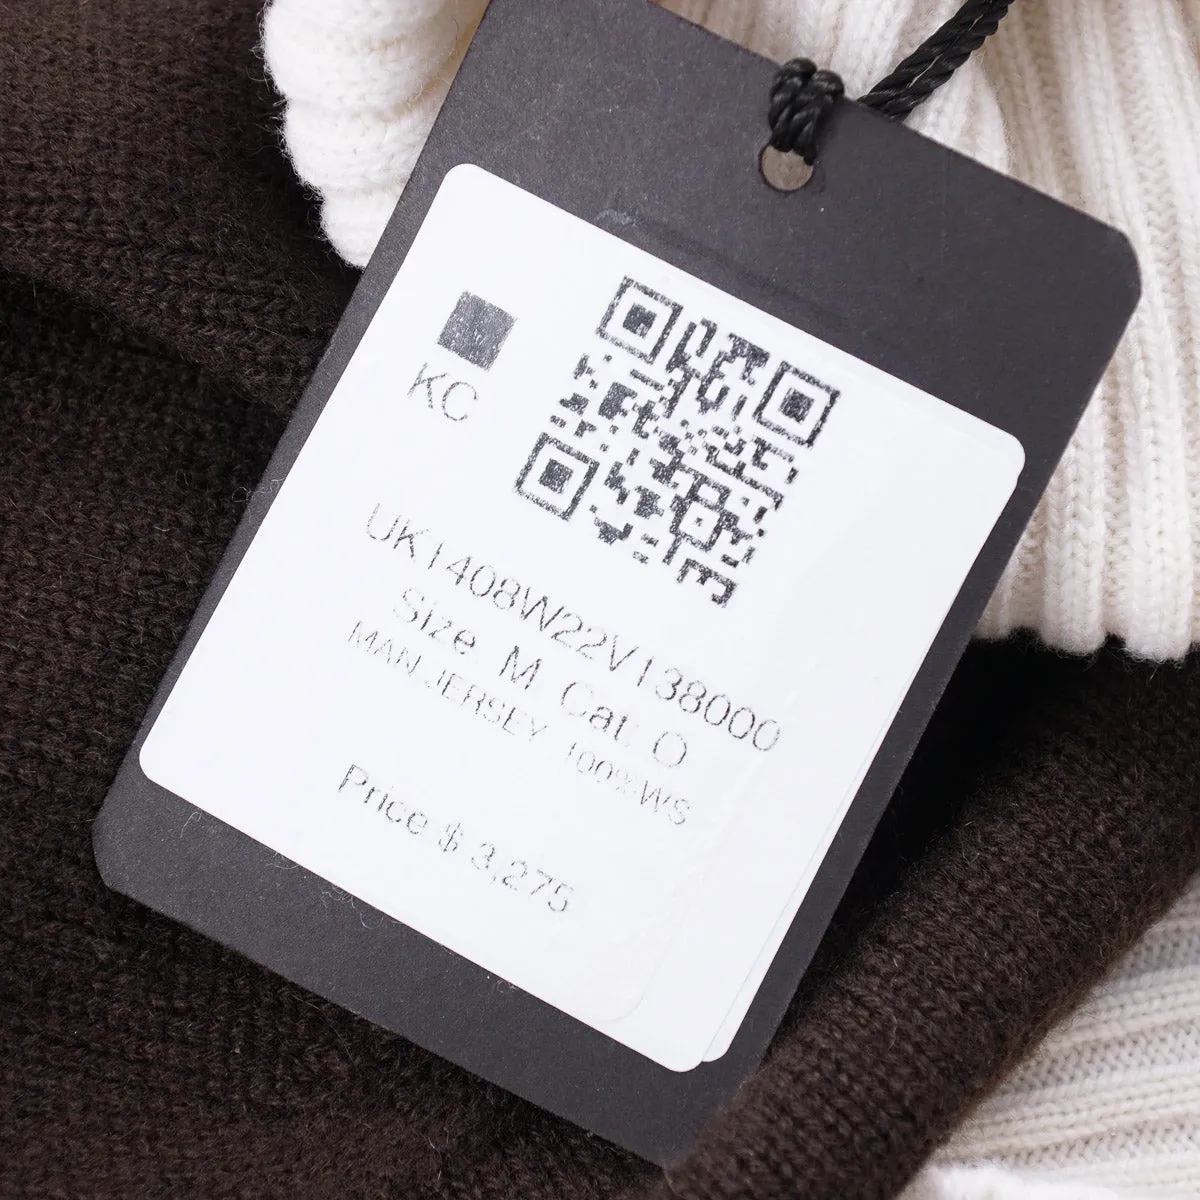 KC
UK1408W22V138000
Size M Cat: O
MAN JERSEY 100%WS
Price $ 3,275